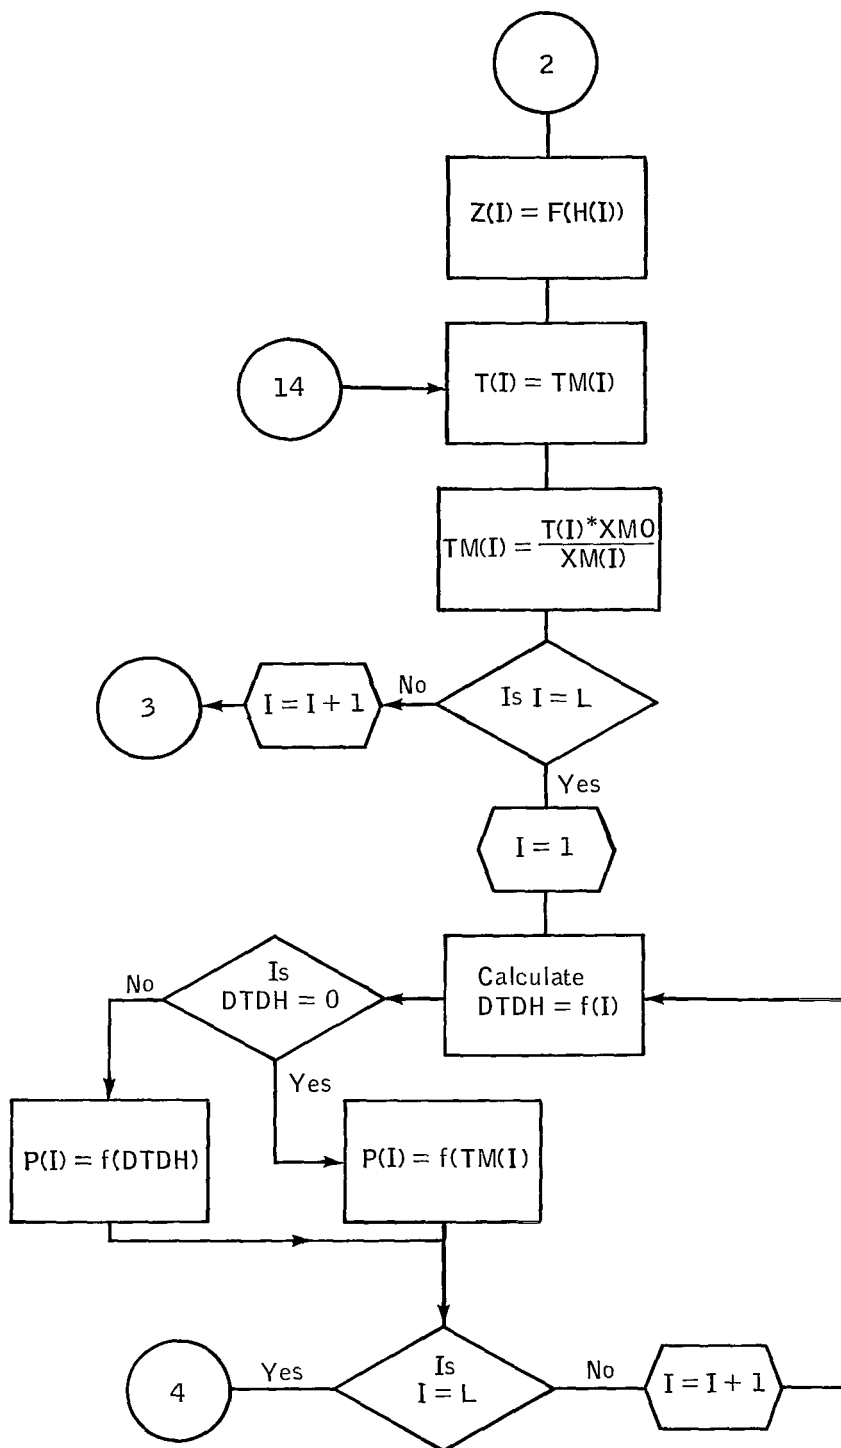 2
Z(I) = F(H(I))
14
T(I) = TM(I)
TM(I) = T(I)*XM0
XM(I)
3
I = I + 1
No
Is I = L
Yes
I = 1
Calculate
DTDH = f(I)
Is
DTDH = 0
No
Yes
P(I) = f(DTDH)
P(I) = f(TM(I)
4
Yes
Is
I = L
No
I = I + 1